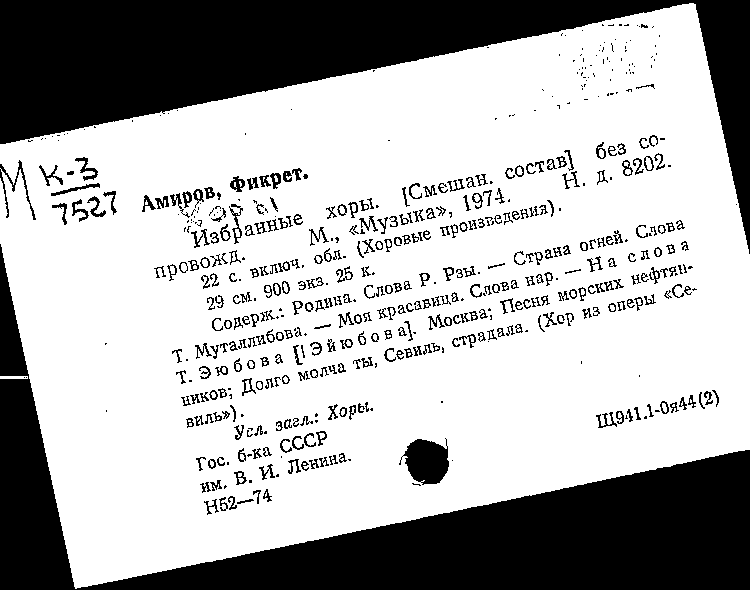 М К-3
7527
Амиров, Фикрет.
Хоры
Избранные хоры. [Смешан. состав] без со-
провожд. М., «Музыка», 1974. Н. д. 8202.
22 с. включ. обл. (Хоровые произведения).
29 см. 900 экз. 25 к.
Содерж.: Родина. Слова Р. Рзы. — Страна огней. Слова
Т. Муталлибова. — Моя красавица. Слова нар. — На слова
Т. Эюбова [! Эйюбова]. Москва; Песня морских нефтян-
ников; Долго молча ты, Севиль, страдала. (Хор из оперы «Се-
виль»).
Усл. загл.: Хоры.
Гос. б-ка СССР
им. В. И. Ленина.
Н52—74
Щ941.1-0я44(2)